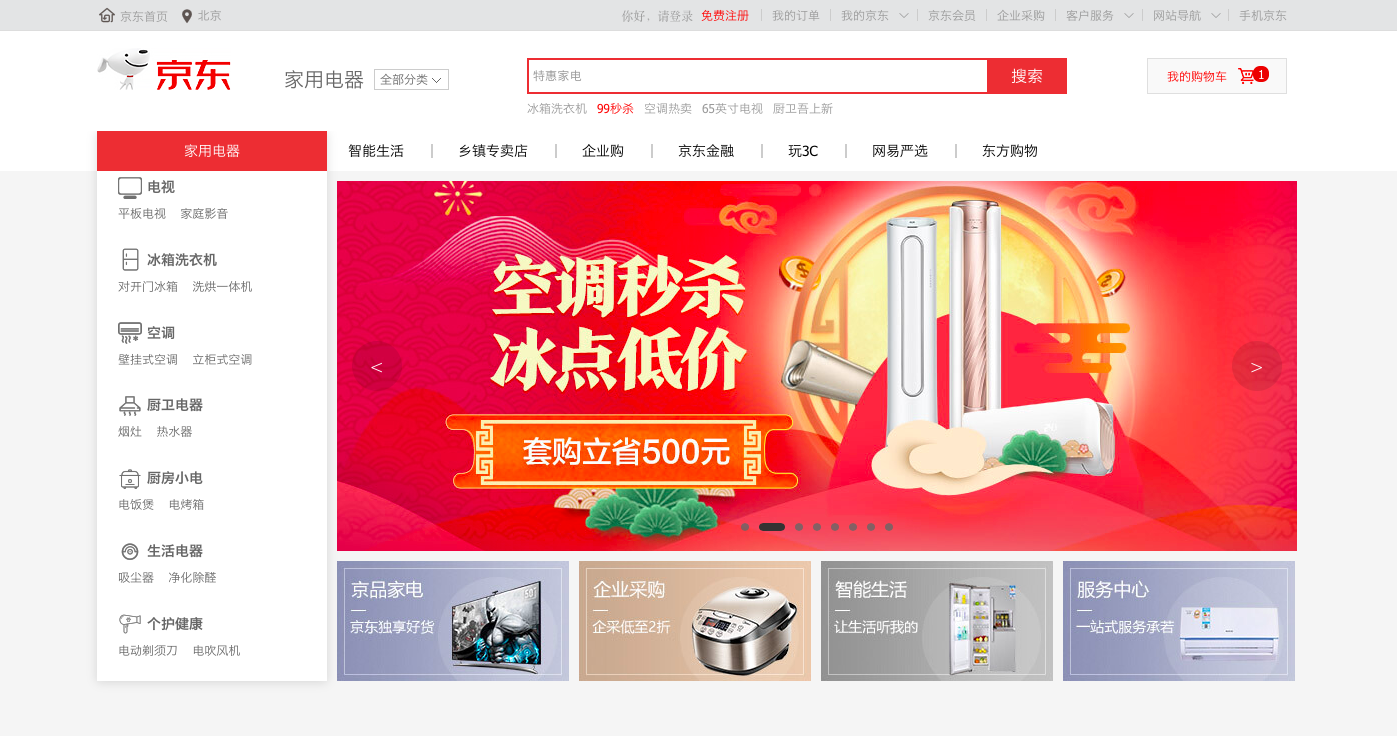 京东首页 北京 你好，请登录 免费注册 我的订单 我的京东 京东会员 企业采购 客户服务 网站导航 手机京东
京东
家用电器 全部分类
特惠家电 搜索
我的购物车 1
冰箱洗衣机 99秒杀 空调热卖 65英寸电视 厨卫吾上新
家用电器 智能生活 乡镇专卖店 企业购 京东金融 玩3C 网易严选 东方购物
电视
平板电视 家庭影音
冰箱洗衣机
对开门冰箱 洗烘一体机
空调
壁挂式空调 立柜式空调
厨卫电器
烟灶 热水器
厨房小电
电饭煲 电烤箱
生活电器
吸尘器 净化除醛
个护健康
电动剃须刀 电吹风机
空调秒杀
冰点低价
套购立省500元
< >
京品家电
京东独享好货
企业采购
企采低至2折
智能生活
让生活听我的
服务中心
一站式服务承若